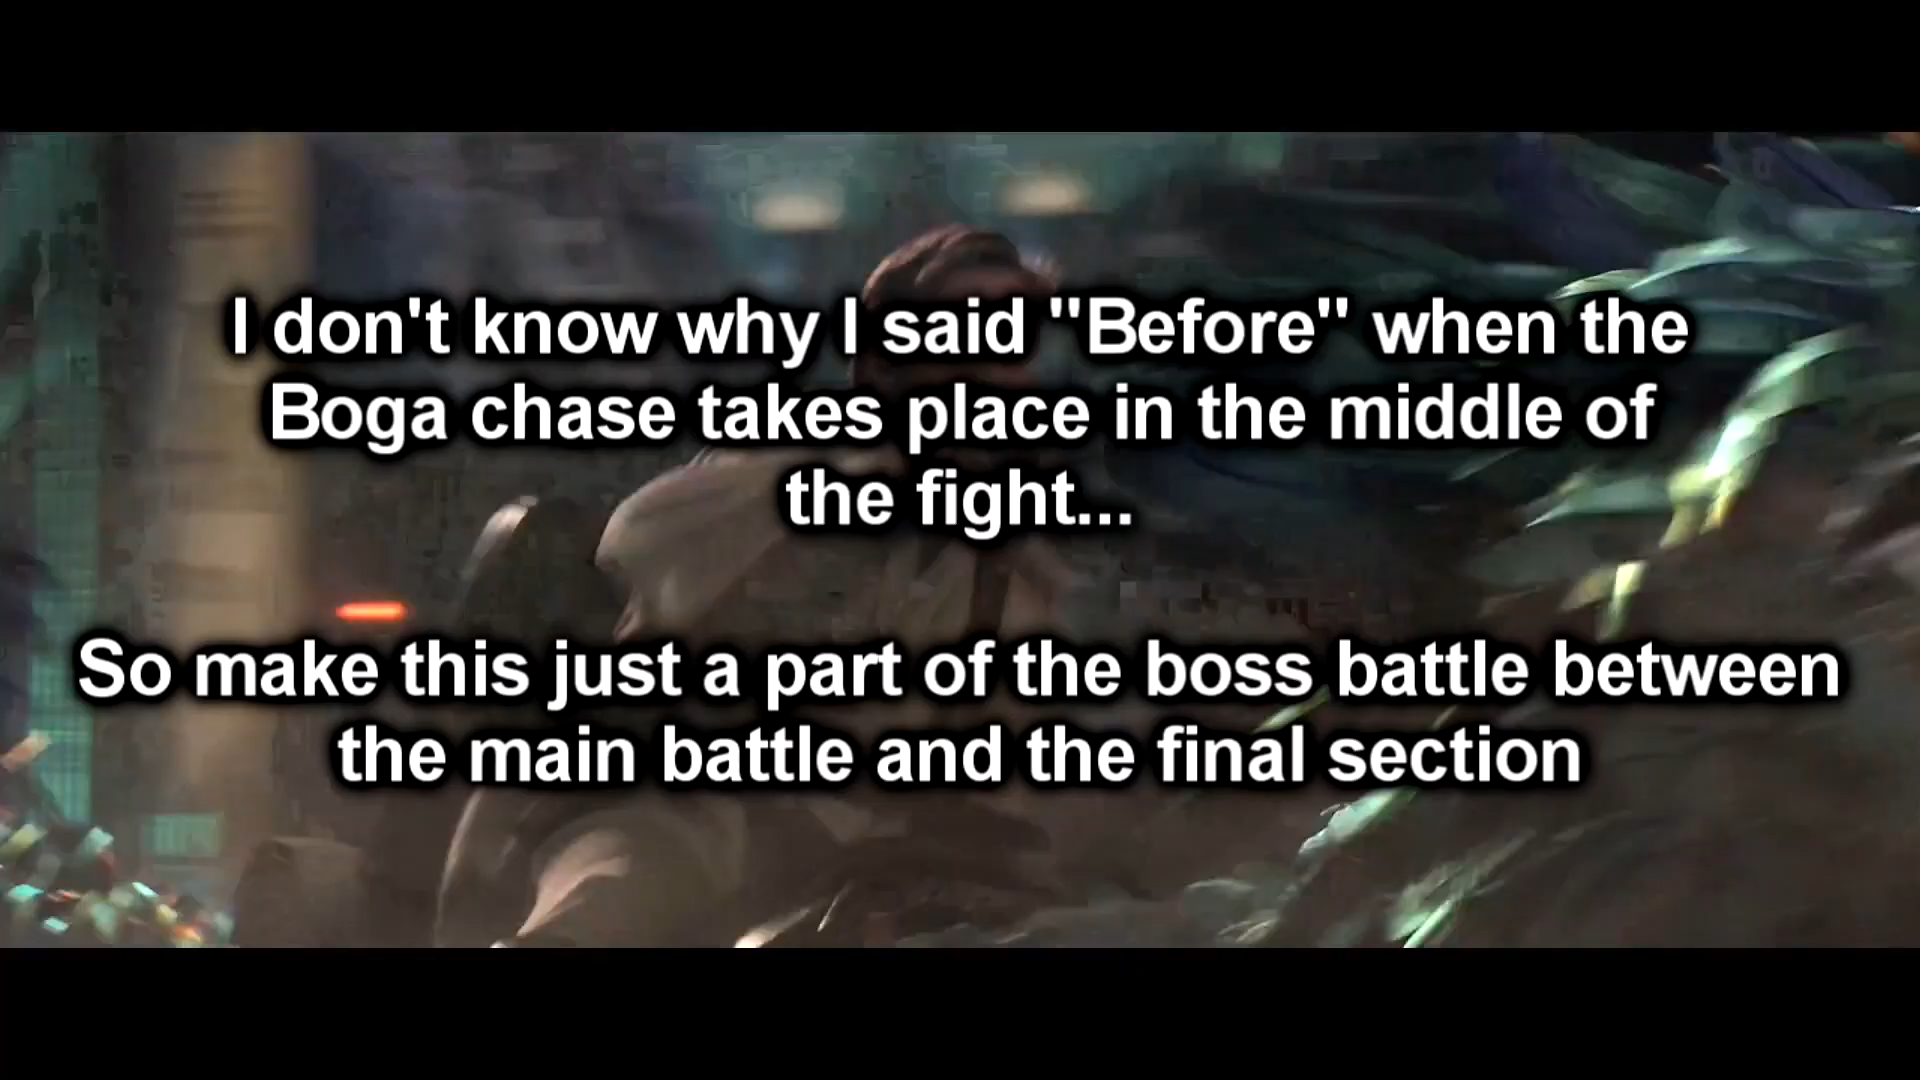 I don't know why I said "Before" when the
Boga chase takes place in the middle of
the fight...
So make this just a part of the boss battle between
the main battle and the final section